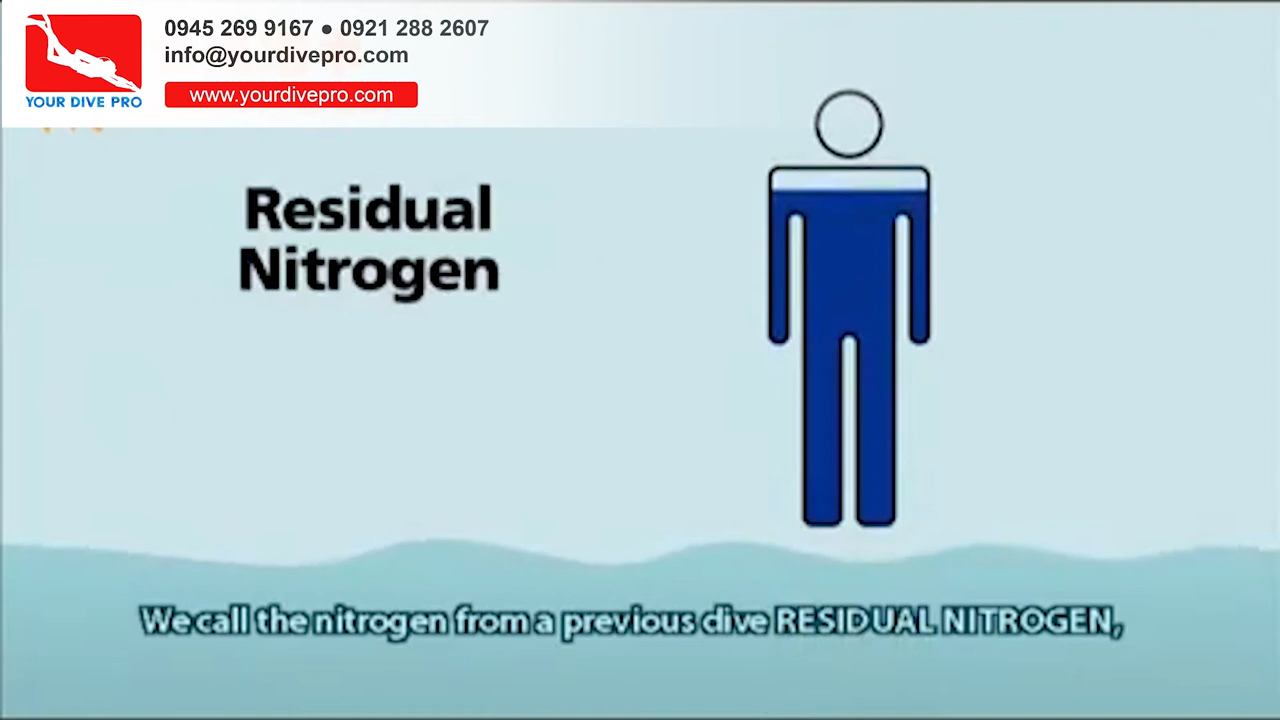 0945 269 9167 ● 0921 288 2607
info@yourdivepro.com
YOUR DIVE PRO
www.yourdivepro.com
Residual
Nitrogen
We call the nitrogen from a previous dive RESIDUAL NITROGEN,